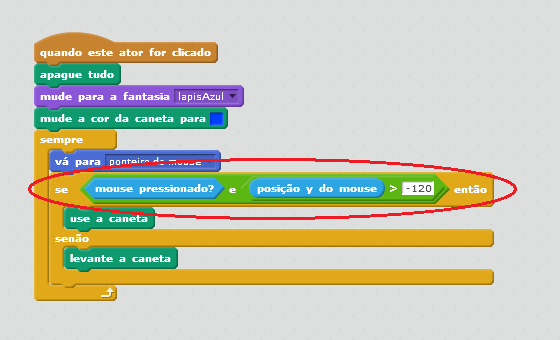 quando este ator for clicado
apague tudo
mude para a fantasia lapisAzul
mude a cor da caneta para
sempre
vá para ponteiro do mouse
se mouse pressionado? e posição y do mouse > -120 então
use a caneta
senão
levante a caneta